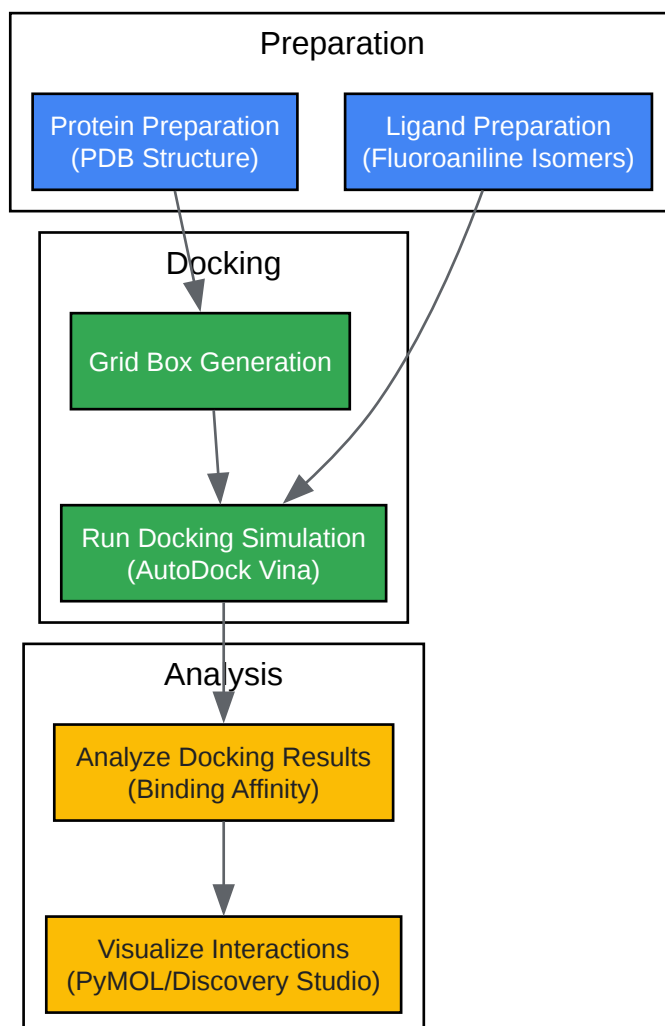 Preparation
Protein Preparation
(PDB Structure)
Ligand Preparation
(Fluoroaniline Isomers)
Docking
Grid Box Generation
Run Docking Simulation
(AutoDock Vina)
Analysis
Analyze Docking Results
(Binding Affinity)
Visualize Interactions
(PyMOL/Discovery Studio)